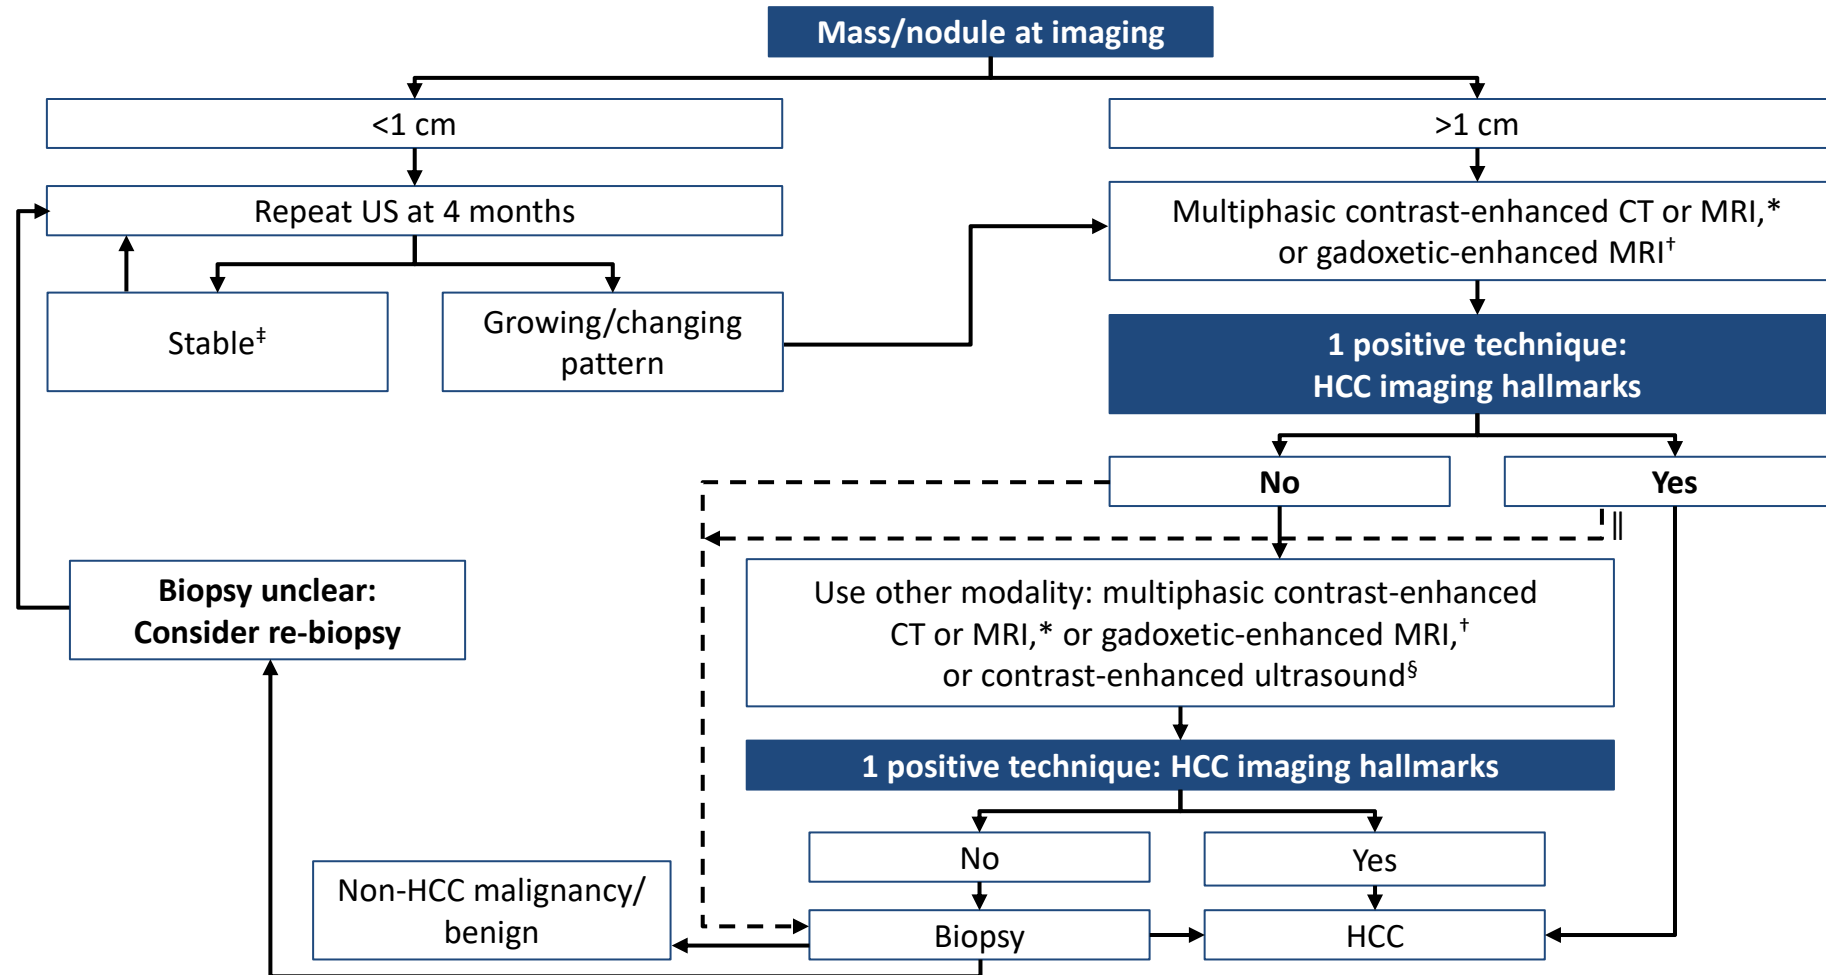 Mass/nodule at imaging
<1 cm
>1 cm
Repeat US at 4 months
Multiphasic contrast-enhanced CT or MRI,*
or gadoxetic-enhanced MRI†
Stable‡
Growing/changing
pattern
1 positive technique:
HCC imaging hallmarks
No
Yes
||
Biopsy unclear:
Consider re-biopsy
Use other modality: multiphasic contrast-enhanced
CT or MRI,* or gadoxetic-enhanced MRI,†
or contrast-enhanced ultrasound§
1 positive technique: HCC imaging hallmarks
No
Yes
Non-HCC malignancy/
benign
Biopsy
HCC